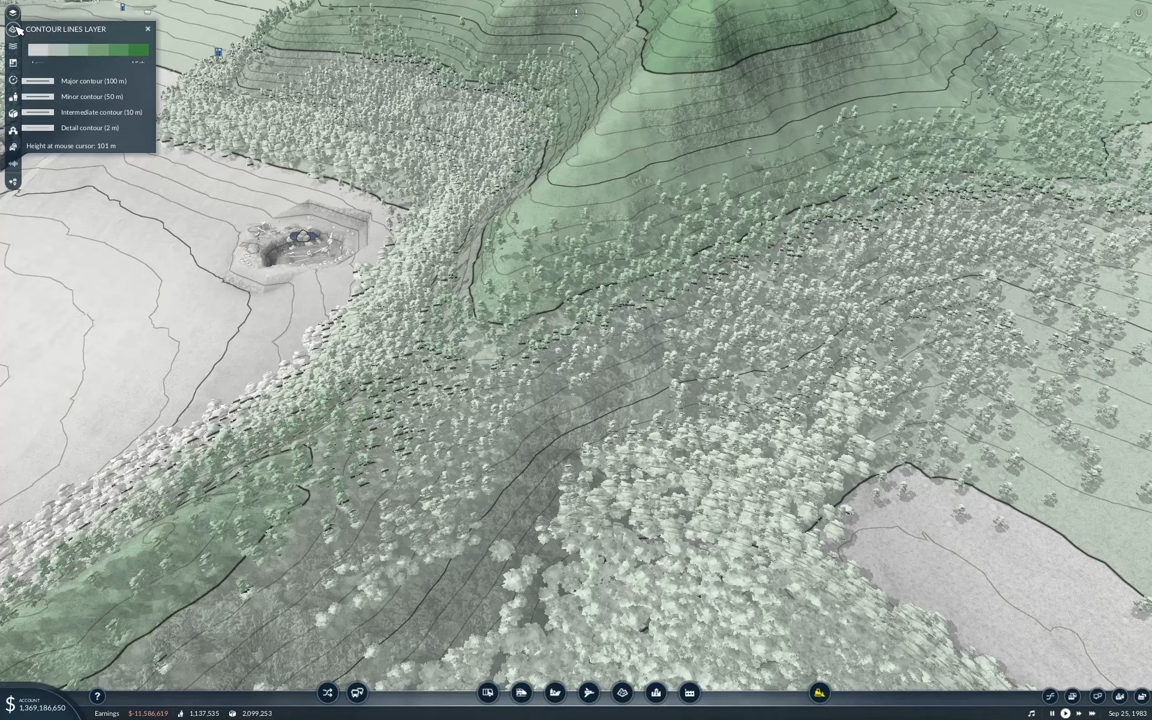 CONTOUR LINES LAYER
Major contour (100 m)
Minor contour (50 m)
Intermediate contour (10 m)
Detail contour (2 m)
Height at mouse cursor: 101 m
$
ACCOUNT
1,369,186,650
?
Earnings $-11,586,619 1,137,535 2,099,253
Sep 25, 1983